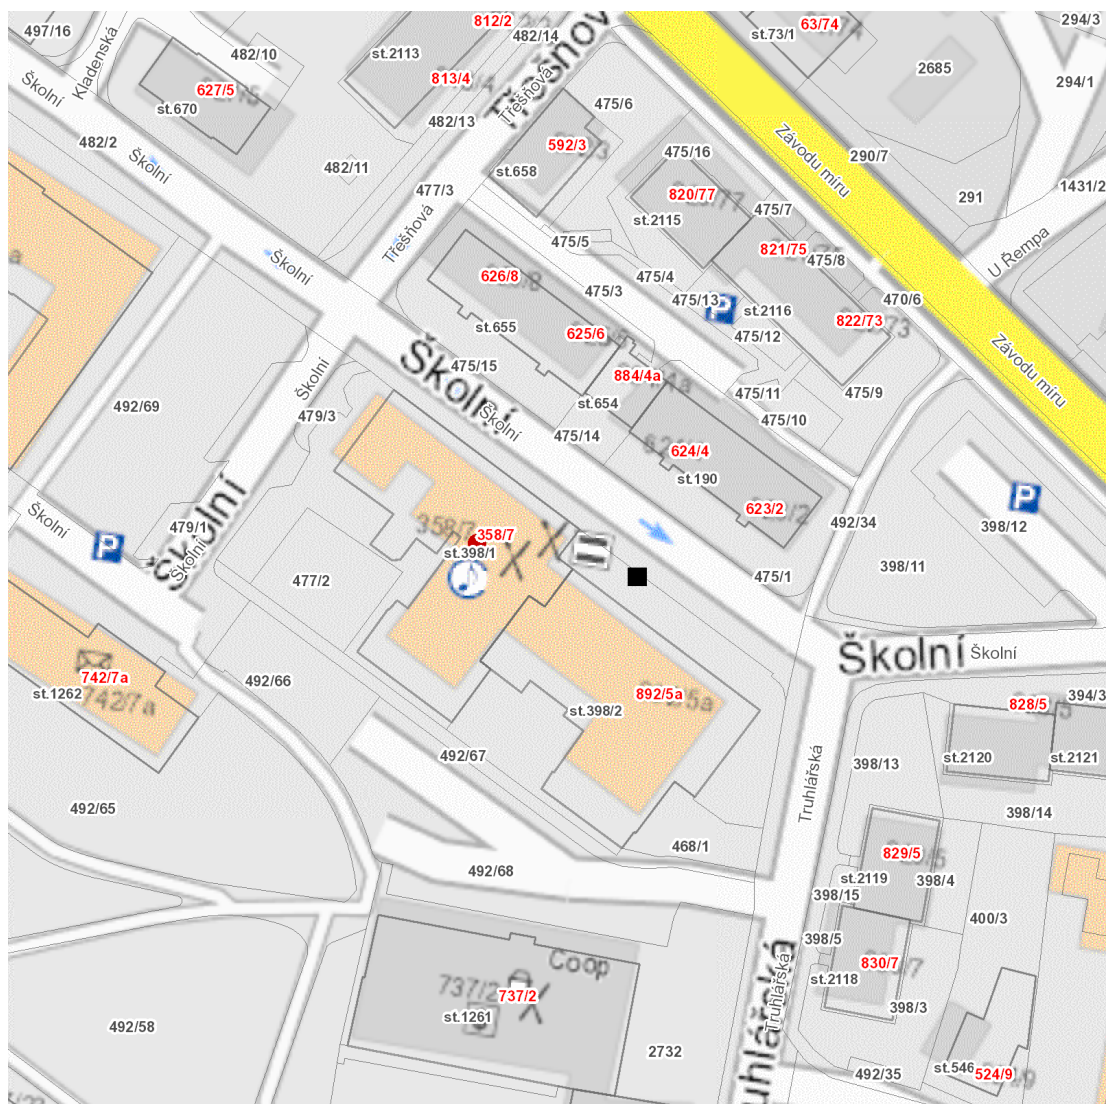 812/2
482/14
63/74
st.73/1
294/3
497/16
Kladenská
482/10
st.2113
Třešňová
2685
294/1
Školní
627/5
st.670
813/4
Třešňová
475/6
482/13
482/2
592/3
Závodu míru
290/7
475/16
Školní
482/11
st.658
477/3
820/77
291
1431/2
475/7
st.2115
Třešňová
475/5
821/75
475/8
U Řempa
Školní
626/8
475/4
475/3
475/13
P
st.2116
470/6
822/73
st.655
625/6
475/12
Závodu míru
475/15
Školní
884/4a
Školní
475/11
475/9
492/69
479/3
st.654
Školní
475/10
475/14
624/4
st.190
P
Školní
Školní
479/1
P
Školní
358/7
358/7
st.398/1
623/2
492/34
398/12
398/11
477/2
475/1
Školní
Školní
742/7a
st.1262
742/7a
492/66
892/5a
st.398/2
828/5
394/3
492/67
Truhlářská
398/13
st.2120
st.2121
492/65
398/14
468/1
829/5
492/68
st.2119
398/4
398/15
400/3
398/5
Coop
830/7
st.2118
737/2
737/2
st.1261
Truhlářská
398/3
492/58
2732
492/35
st.546
524/9